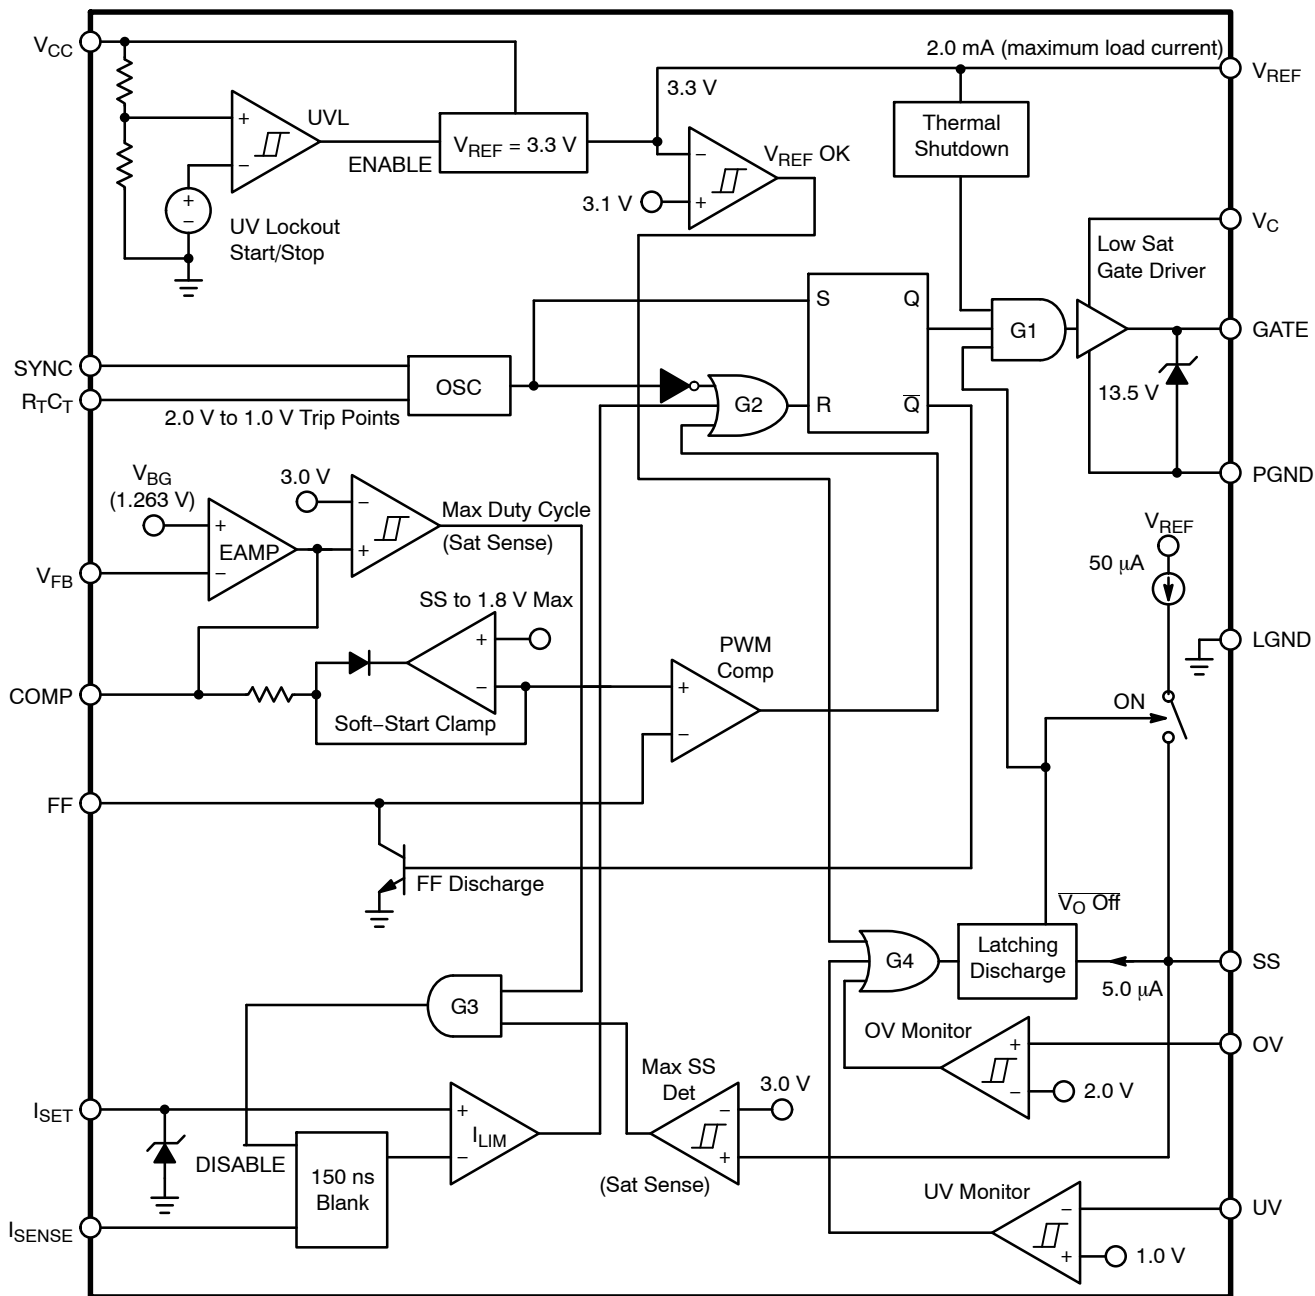 V_CC
2.0 mA (maximum load current)
V_REF
3.3 V
UVL
+
−
ENABLE
V_REF = 3.3 V
Thermal
Shutdown
−
+
V_REF OK
3.1 V
+
−
UV Lockout
Start/Stop
V_C
Low Sat
Gate Driver
S
Q
G1
GATE
SYNC
OSC
R_TC_T
2.0 V to 1.0 V Trip Points
G2
R
Q̅
13.5 V
PGND
V_BG
(1.263 V)
3.0 V
−
+
Max Duty Cycle
(Sat Sense)
+
EAMP
−
V_FB
V_REF
50 μA
SS to 1.8 V Max
+
−
Soft−Start Clamp
PWM
Comp
+
−
LGND
COMP
ON
FF
FF Discharge
V̅_O̅ ̅O̅f̅f̅
G4
Latching
Discharge
SS
5.0 μA
G3
OV Monitor
+
−
OV
2.0 V
Max SS
Det
3.0 V
−
+
(Sat Sense)
I_SET
+
I_LIM
−
DISABLE
150 ns
Blank
I_SENSE
UV Monitor
−
+
UV
1.0 V